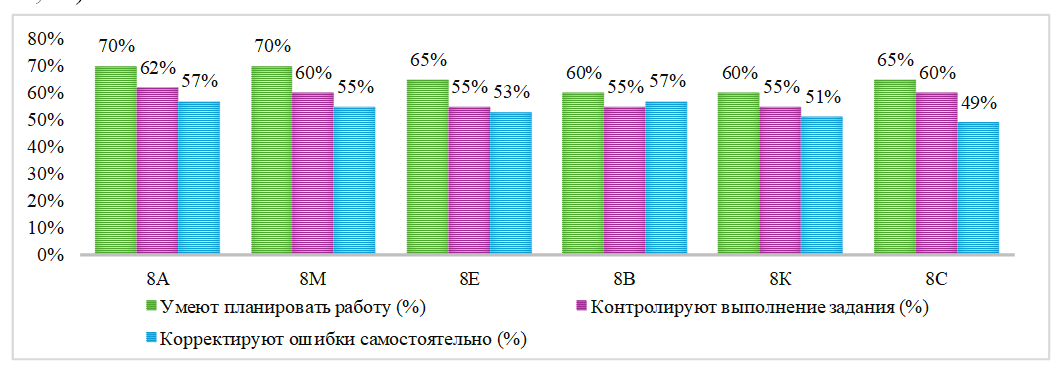 80%
70%
60%
50%
40%
30%
20%
10%
0%
70% 62% 57%
70% 60% 55%
65% 55% 53%
60% 55% 57%
60% 55% 51%
65% 60% 49%
8А 8М 8Е 8В 8К 8С
Умеют планировать работу (%) Контролируют выполнение задания (%)
Корректируют ошибки самостоятельно (%)